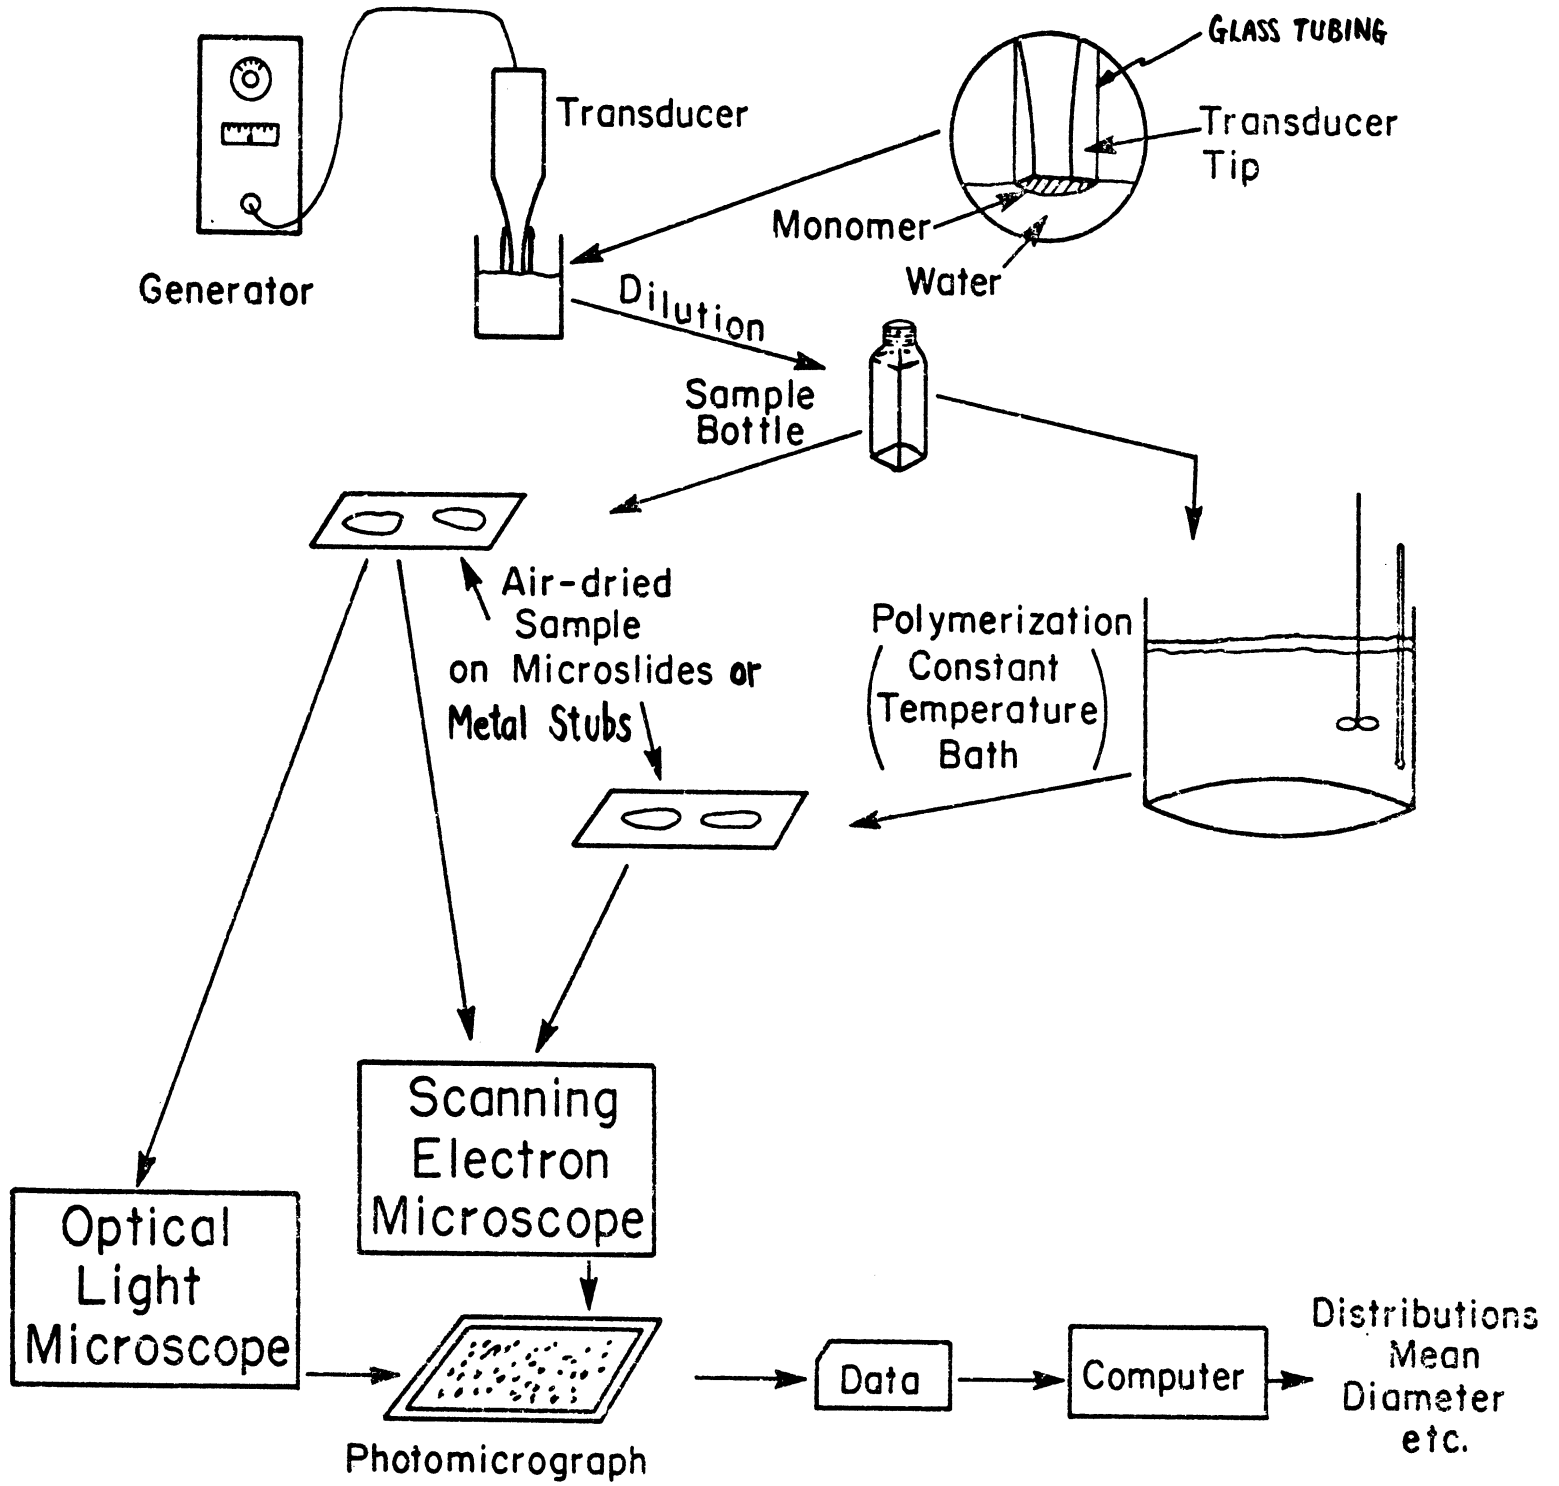 GLASS TUBING
Transducer
Transducer
Tip
Monomer
Water
Generator
Dilution
Sample
Bottle
Air-dried
Sample
on Microslides or
Metal Stubs
Polymerization
(Constant
Temperature
Bath)
Scanning
Electron
Microscope
Optical
Light
Microscope
Photomicrograph
Data
Computer
Distributions
Mean
Diameter
etc.